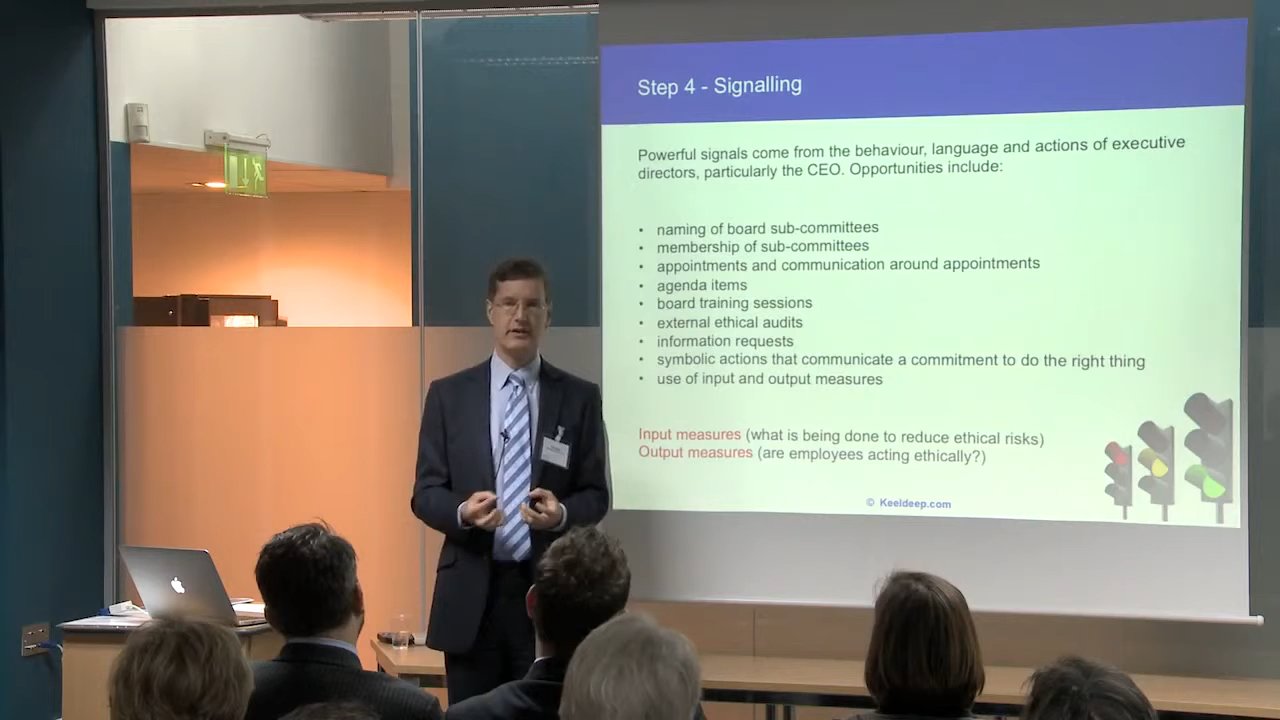 Step 4 - Signalling
Powerful signals come from the behaviour, language and actions of executive
directors, particularly the CEO. Opportunities include:
• naming of board sub-committees
• membership of sub-committees
• appointments and communication around appointments
• agenda items
• board training sessions
• external ethical audits
• information requests
• symbolic actions that communicate a commitment to do the right thing
• use of input and output measures
Input measures (what is being done to reduce ethical risks)
Output measures (are employees acting ethically?)
© Keeldeep.com